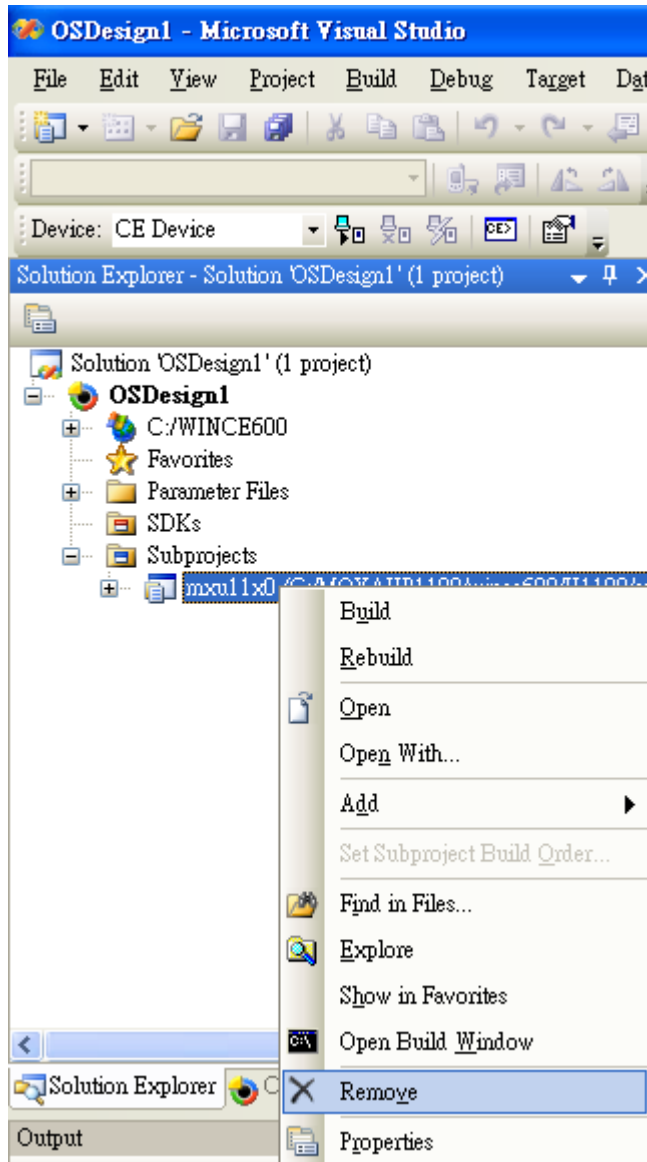 OSDesign1 - Microsoft Visual Studio
File Edit View Project Build Debug Target Dat
Device: CE Device
CE>
Solution Explorer - Solution 'OSDesign1' (1 project)
Solution 'OSDesign1' (1 project)
OSDesign1
C:/WINCE600
Favorites
Parameter Files
SDKs
Subprojects
mxu11x0
Build
Rebuild
Open
Open With...
Add
Set Subproject Build Order...
Find in Files...
Explore
Show in Favorites
Open Build Window
Solution Explorer C
Remove
Output
Properties